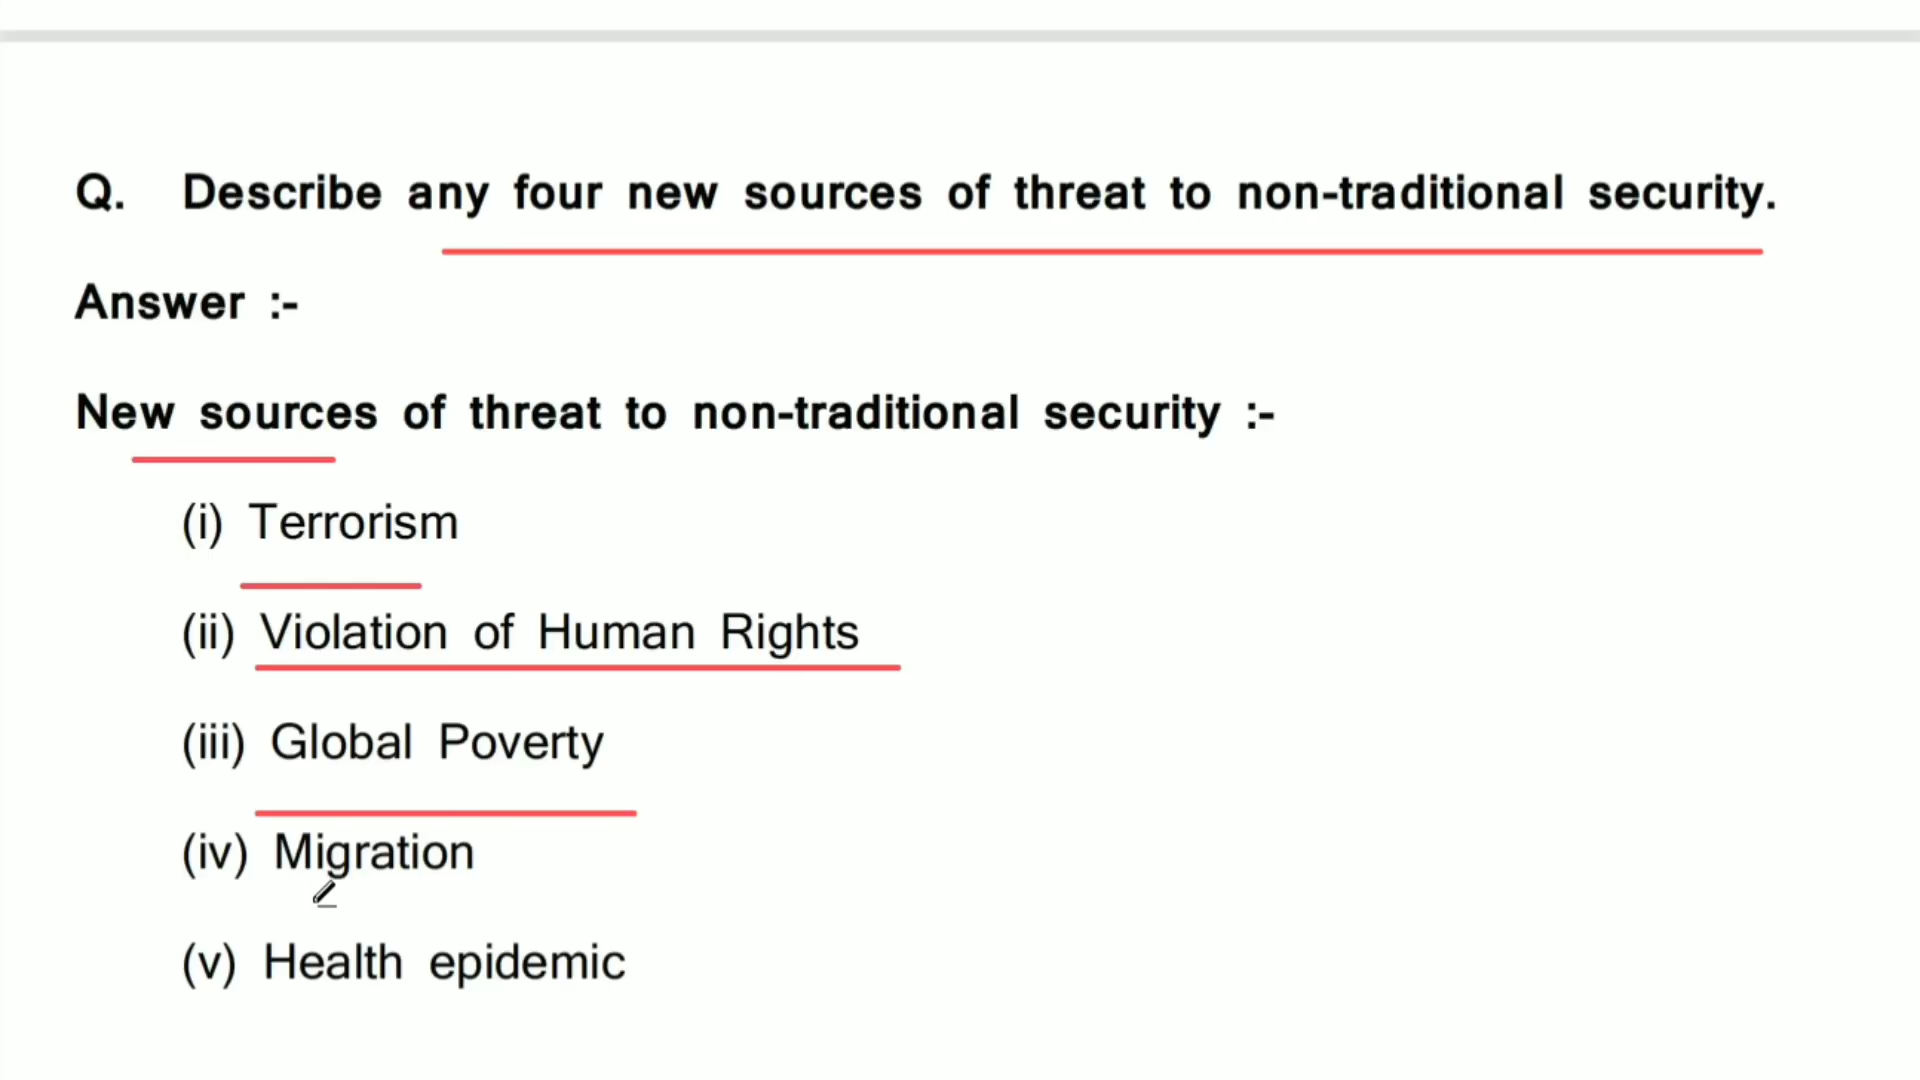 Q. Describe any four new sources of threat to non-traditional security.
Answer :-
New sources of threat to non-traditional security :-
(i) Terrorism
(ii) Violation of Human Rights
(iii) Global Poverty
(iv) Migration
(v) Health epidemic